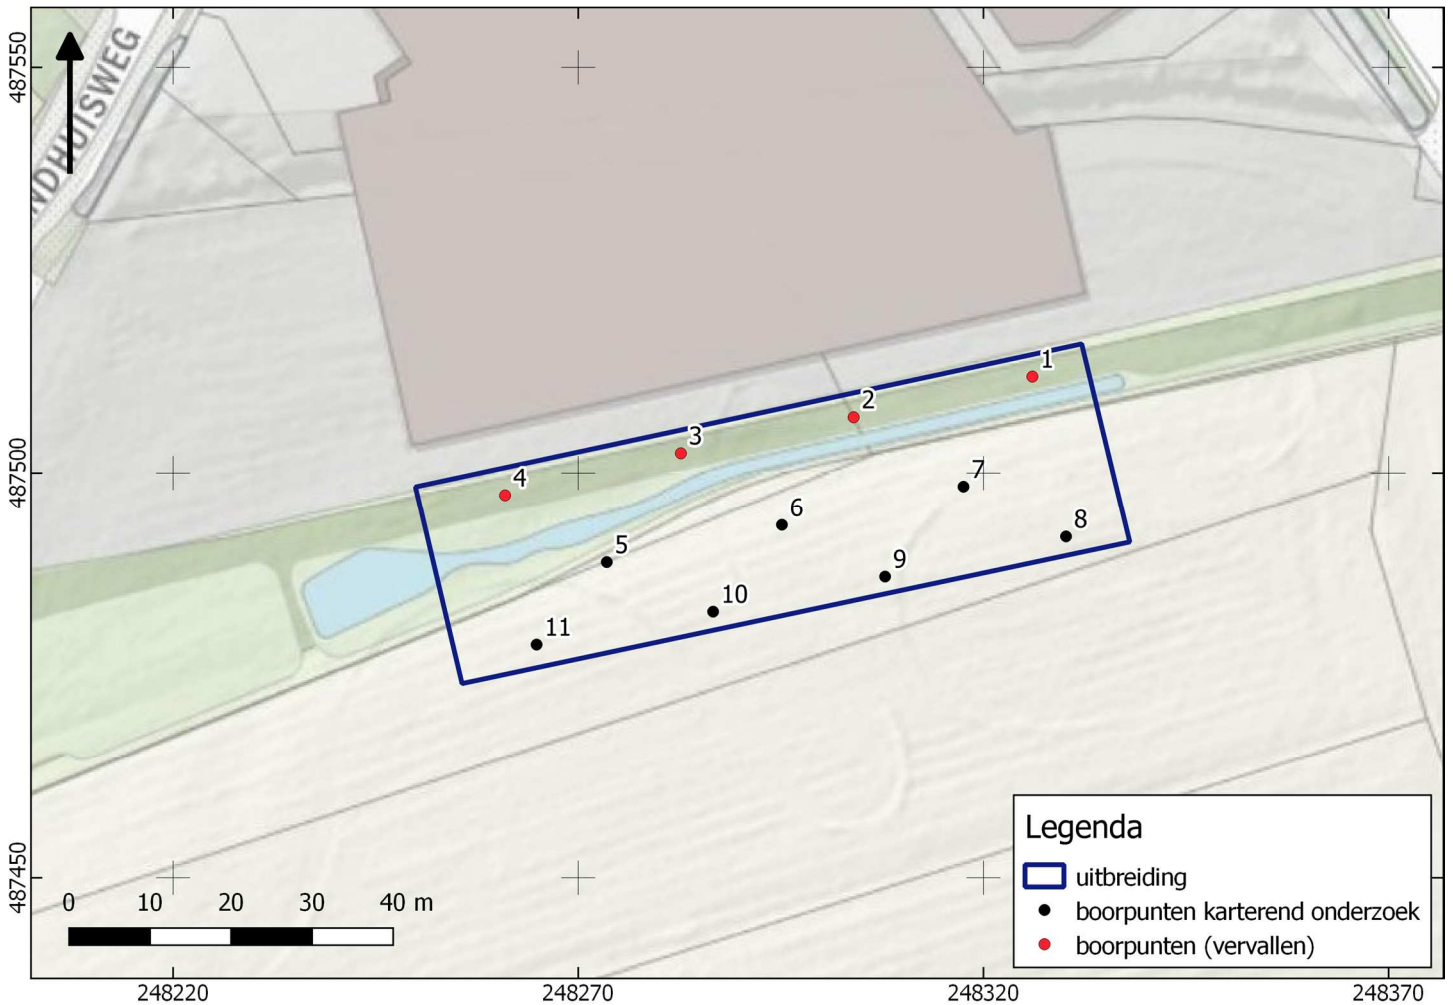 487550
487500
487450
NDHUISWEG
1
2
3
4
7
6
8
5
9
10
11
0 10 20 30 40 m
Legenda
uitbreiding
boorpunten karterend onderzoek
boorpunten (vervallen)
248220 248270 248320 248370